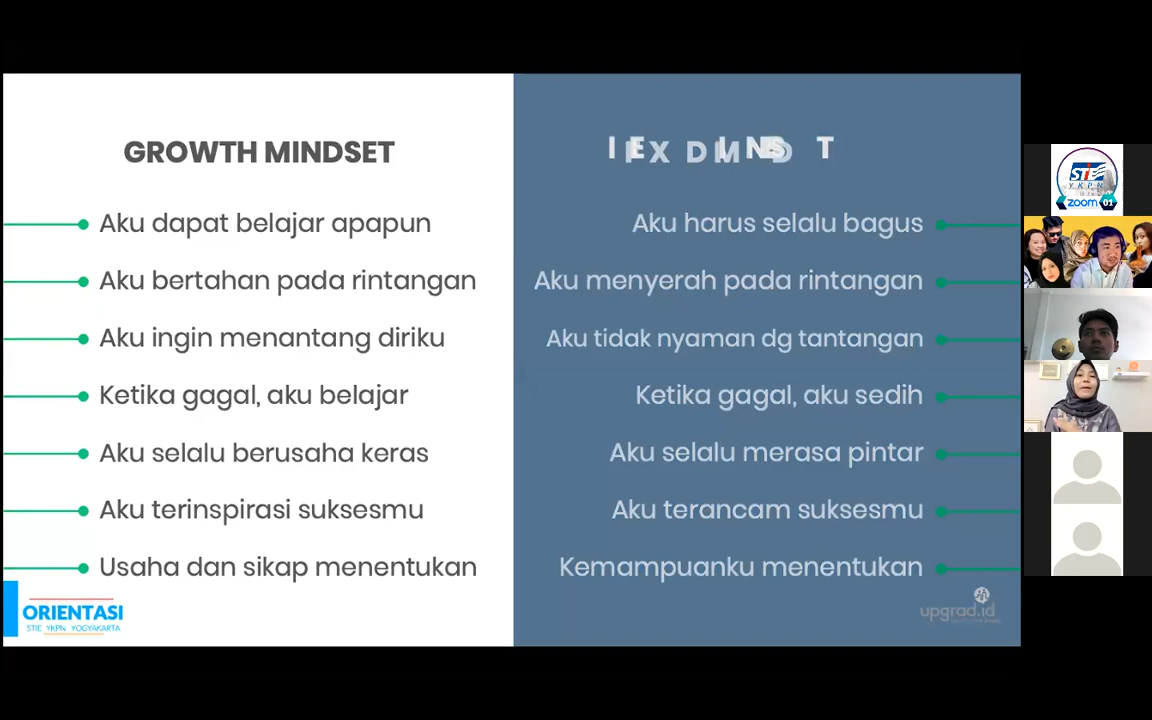 GROWTH MINDSET
Aku dapat belajar apapun
Aku bertahan pada rintangan
Aku ingin menantang diriku
Ketika gagal, aku belajar
Aku selalu berusaha keras
Aku terinspirasi suksesmu
Usaha dan sikap menentukan
Aku harus selalu bagus
Aku menyerah pada rintangan
Aku tidak nyaman dg tantangan
Ketika gagal, aku sedih
Aku selalu merasa pintar
Aku terancam suksesmu
Kemampuanku menentukan
ORIENTASI
STIE YKPN YOGYAKARTA
upgrad.id
STIE
YKPN
zoom 01